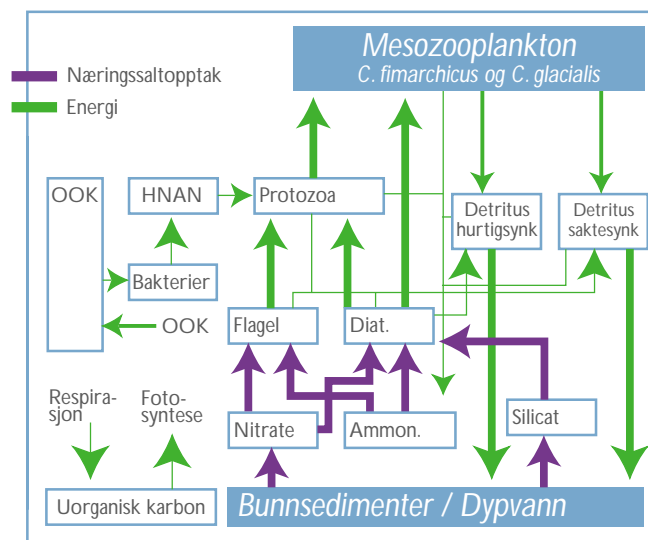 Mesozooplankton
C. fimarchicus og C. glacialis
Næringssaltopptak
Energi
OOK
HNAN
Protozoa
Detritus
hurtigsynk
Detritus
saktesynk
Bakterier
OOK
Flagel
Diat.
Respira-
sjon
Foto-
syntese
Nitrate
Ammon.
Silicat
Uorganisk karbon
Bunnsedimenter / Dypvann